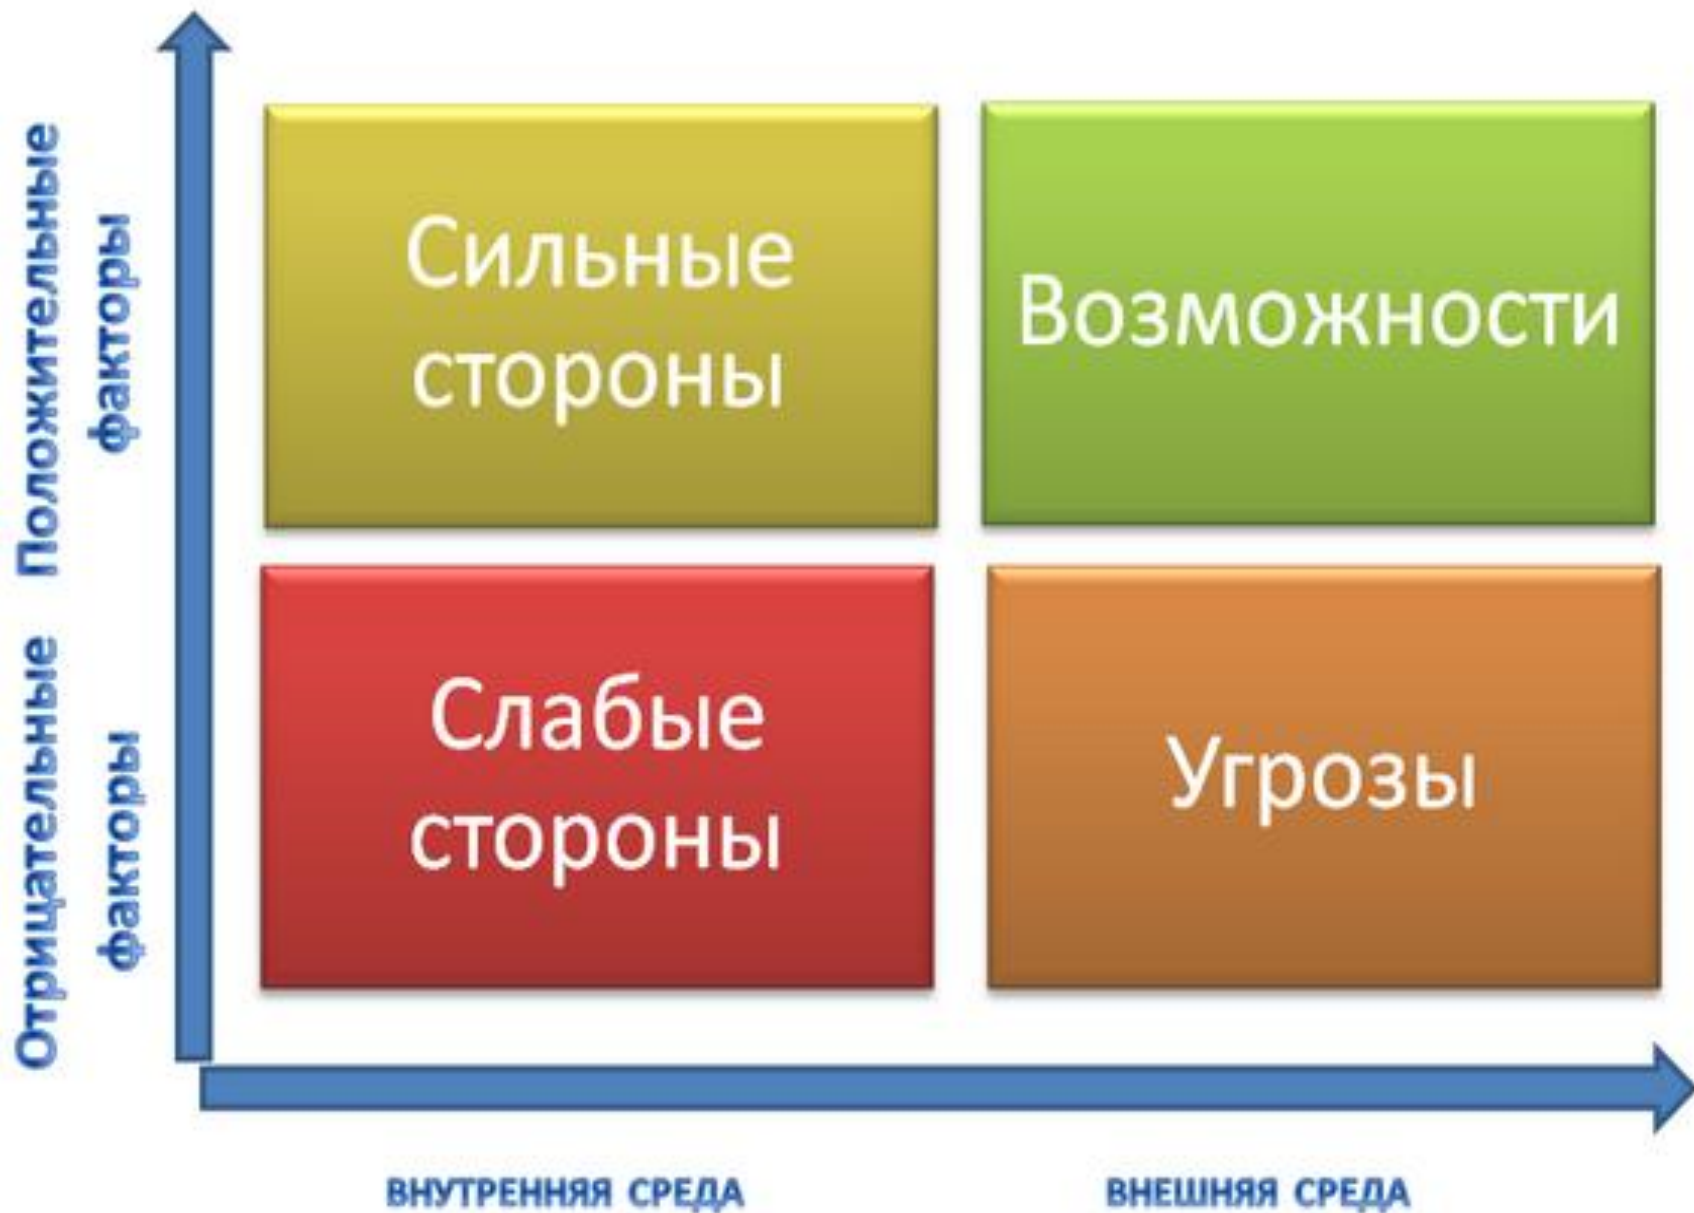 Положительные
факторы
Сильные
стороны
Возможности
Отрицательные
факторы
Слабые
стороны
Угрозы
ВНУТРЕННЯЯ СРЕДА
ВНЕШНЯЯ СРЕДА